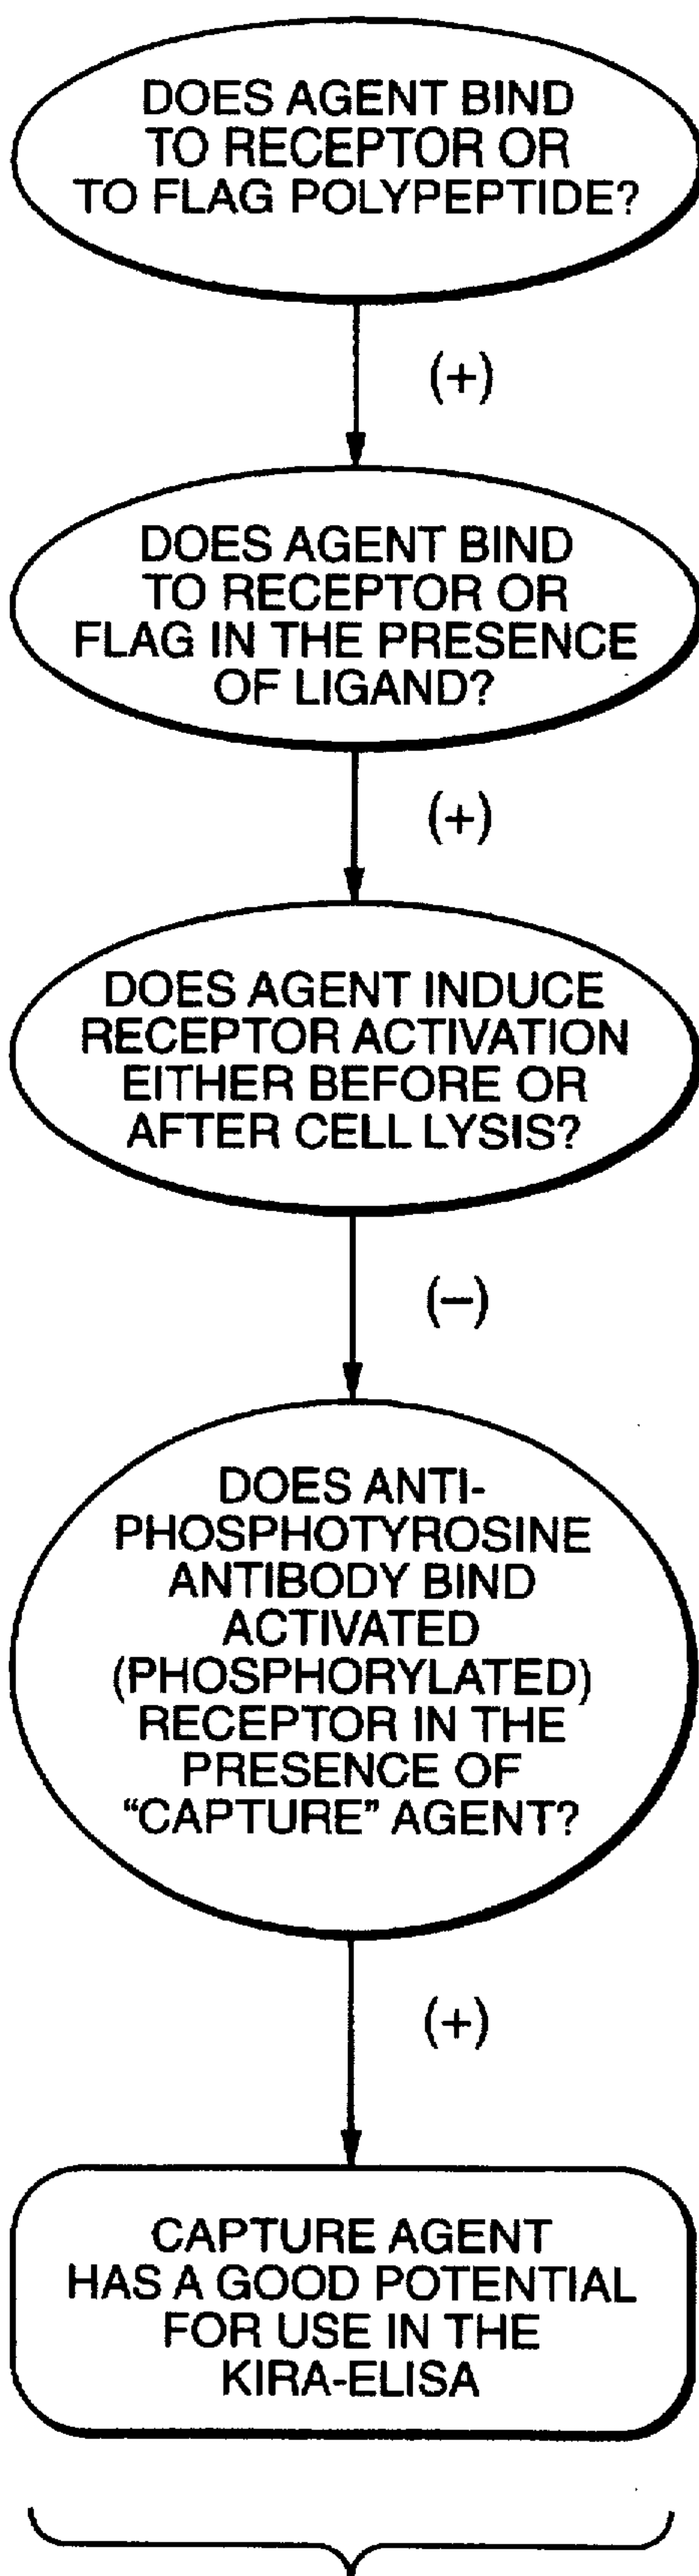 DOES AGENT BIND
TO RECEPTOR OR
TO FLAG POLYPEPTIDE?
(+)
DOES AGENT BIND
TO RECEPTOR OR
FLAG IN THE PRESENCE
OF LIGAND?
(+)
DOES AGENT INDUCE
RECEPTOR ACTIVATION
EITHER BEFORE OR
AFTER CELL LYSIS?
(−)
DOES ANTI-
PHOSPHOTYROSINE
ANTIBODY BIND
ACTIVATED
(PHOSPHORYLATED)
RECEPTOR IN THE
PRESENCE OF
“CAPTURE” AGENT?
(+)
CAPTURE AGENT
HAS A GOOD POTENTIAL
FOR USE IN THE
KIRA-ELISA